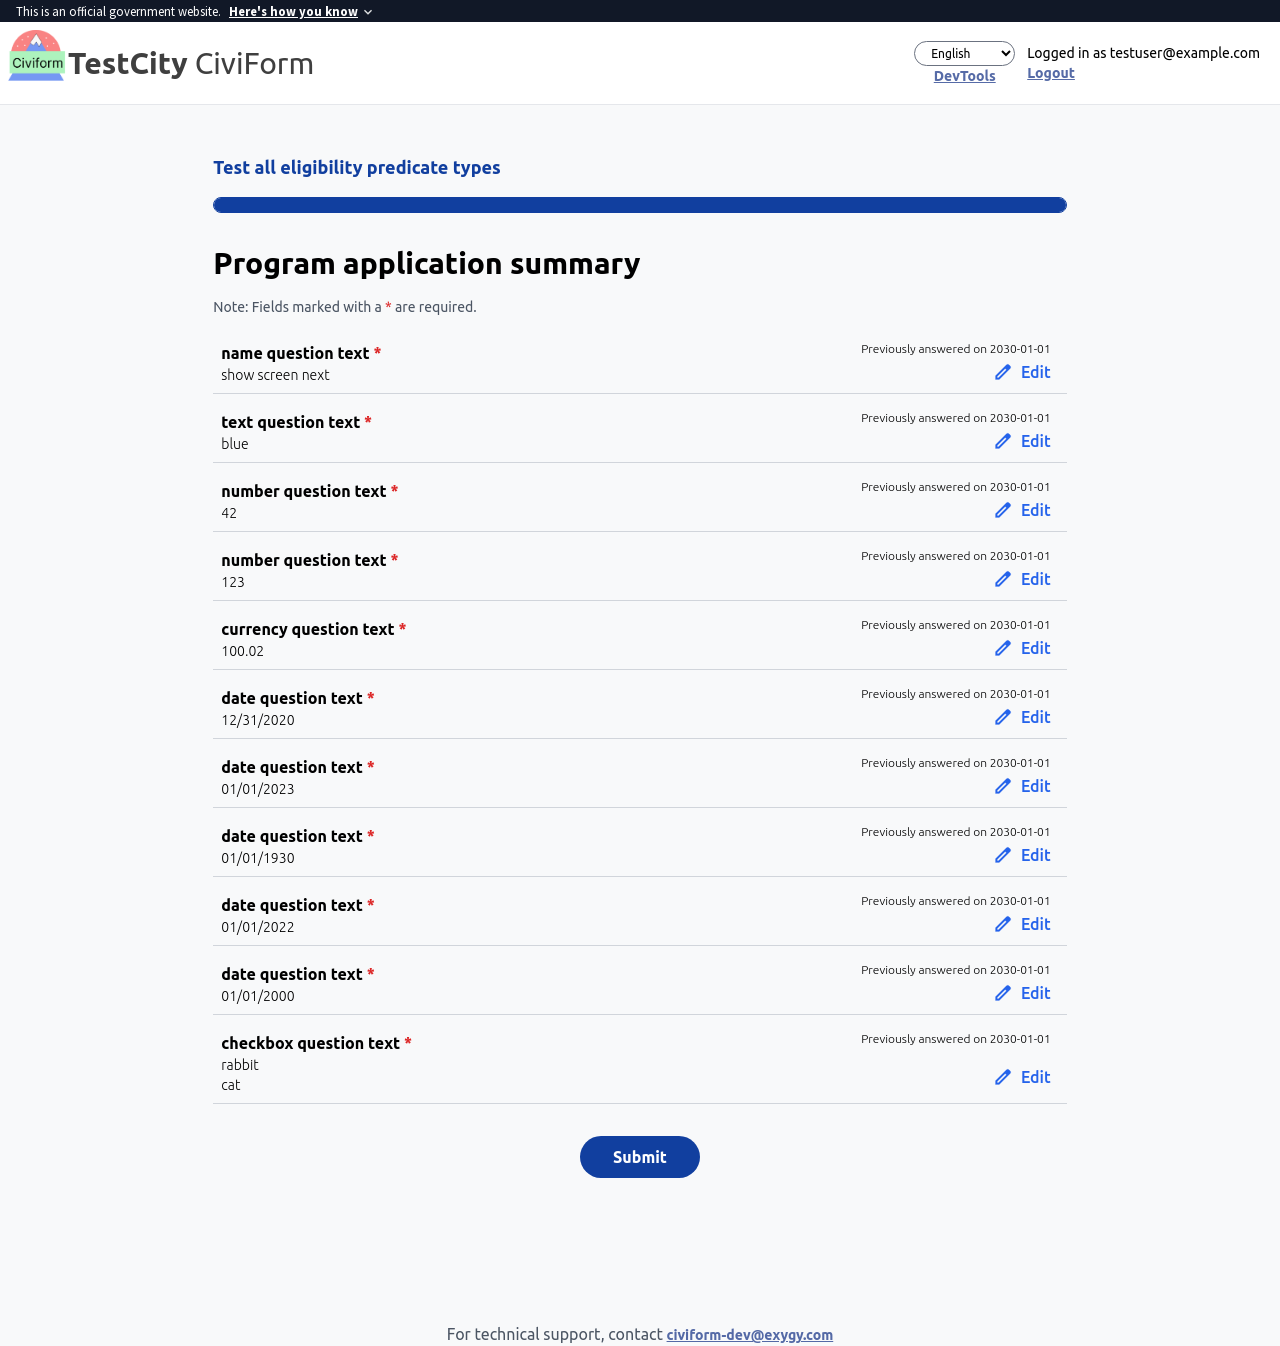 This is an official government website. Here's how you know
Civiform
TestCity CiviForm
English
DevTools
Logged in as testuser@example.com
Logout
Test all eligibility predicate types
Program application summary
Note: Fields marked with a * are required.
name question text *
show screen next
Previously answered on 2030-01-01
Edit
text question text *
blue
Previously answered on 2030-01-01
Edit
number question text *
42
Previously answered on 2030-01-01
Edit
number question text *
123
Previously answered on 2030-01-01
Edit
currency question text *
100.02
Previously answered on 2030-01-01
Edit
date question text *
12/31/2020
Previously answered on 2030-01-01
Edit
date question text *
01/01/2023
Previously answered on 2030-01-01
Edit
date question text *
01/01/1930
Previously answered on 2030-01-01
Edit
date question text *
01/01/2022
Previously answered on 2030-01-01
Edit
date question text *
01/01/2000
Previously answered on 2030-01-01
Edit
checkbox question text *
rabbit
cat
Previously answered on 2030-01-01
Edit
Submit
For technical support, contact civiform-dev@exygy.com